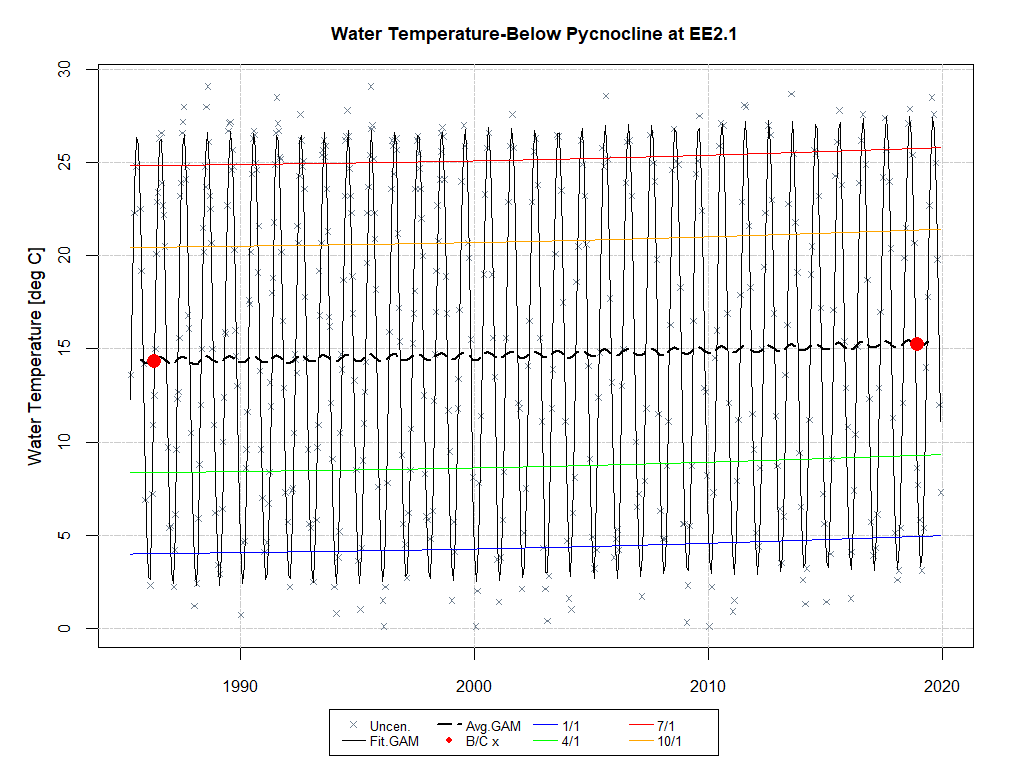 Water Temperature-Below Pycnocline at EE2.1
Water Temperature [deg C]
30
25
20
15
10
5
0
1990 2000 2010 2020
Uncen. Avg.GAM 1/1 7/1
Fit.GAM B/C x 4/1 10/1